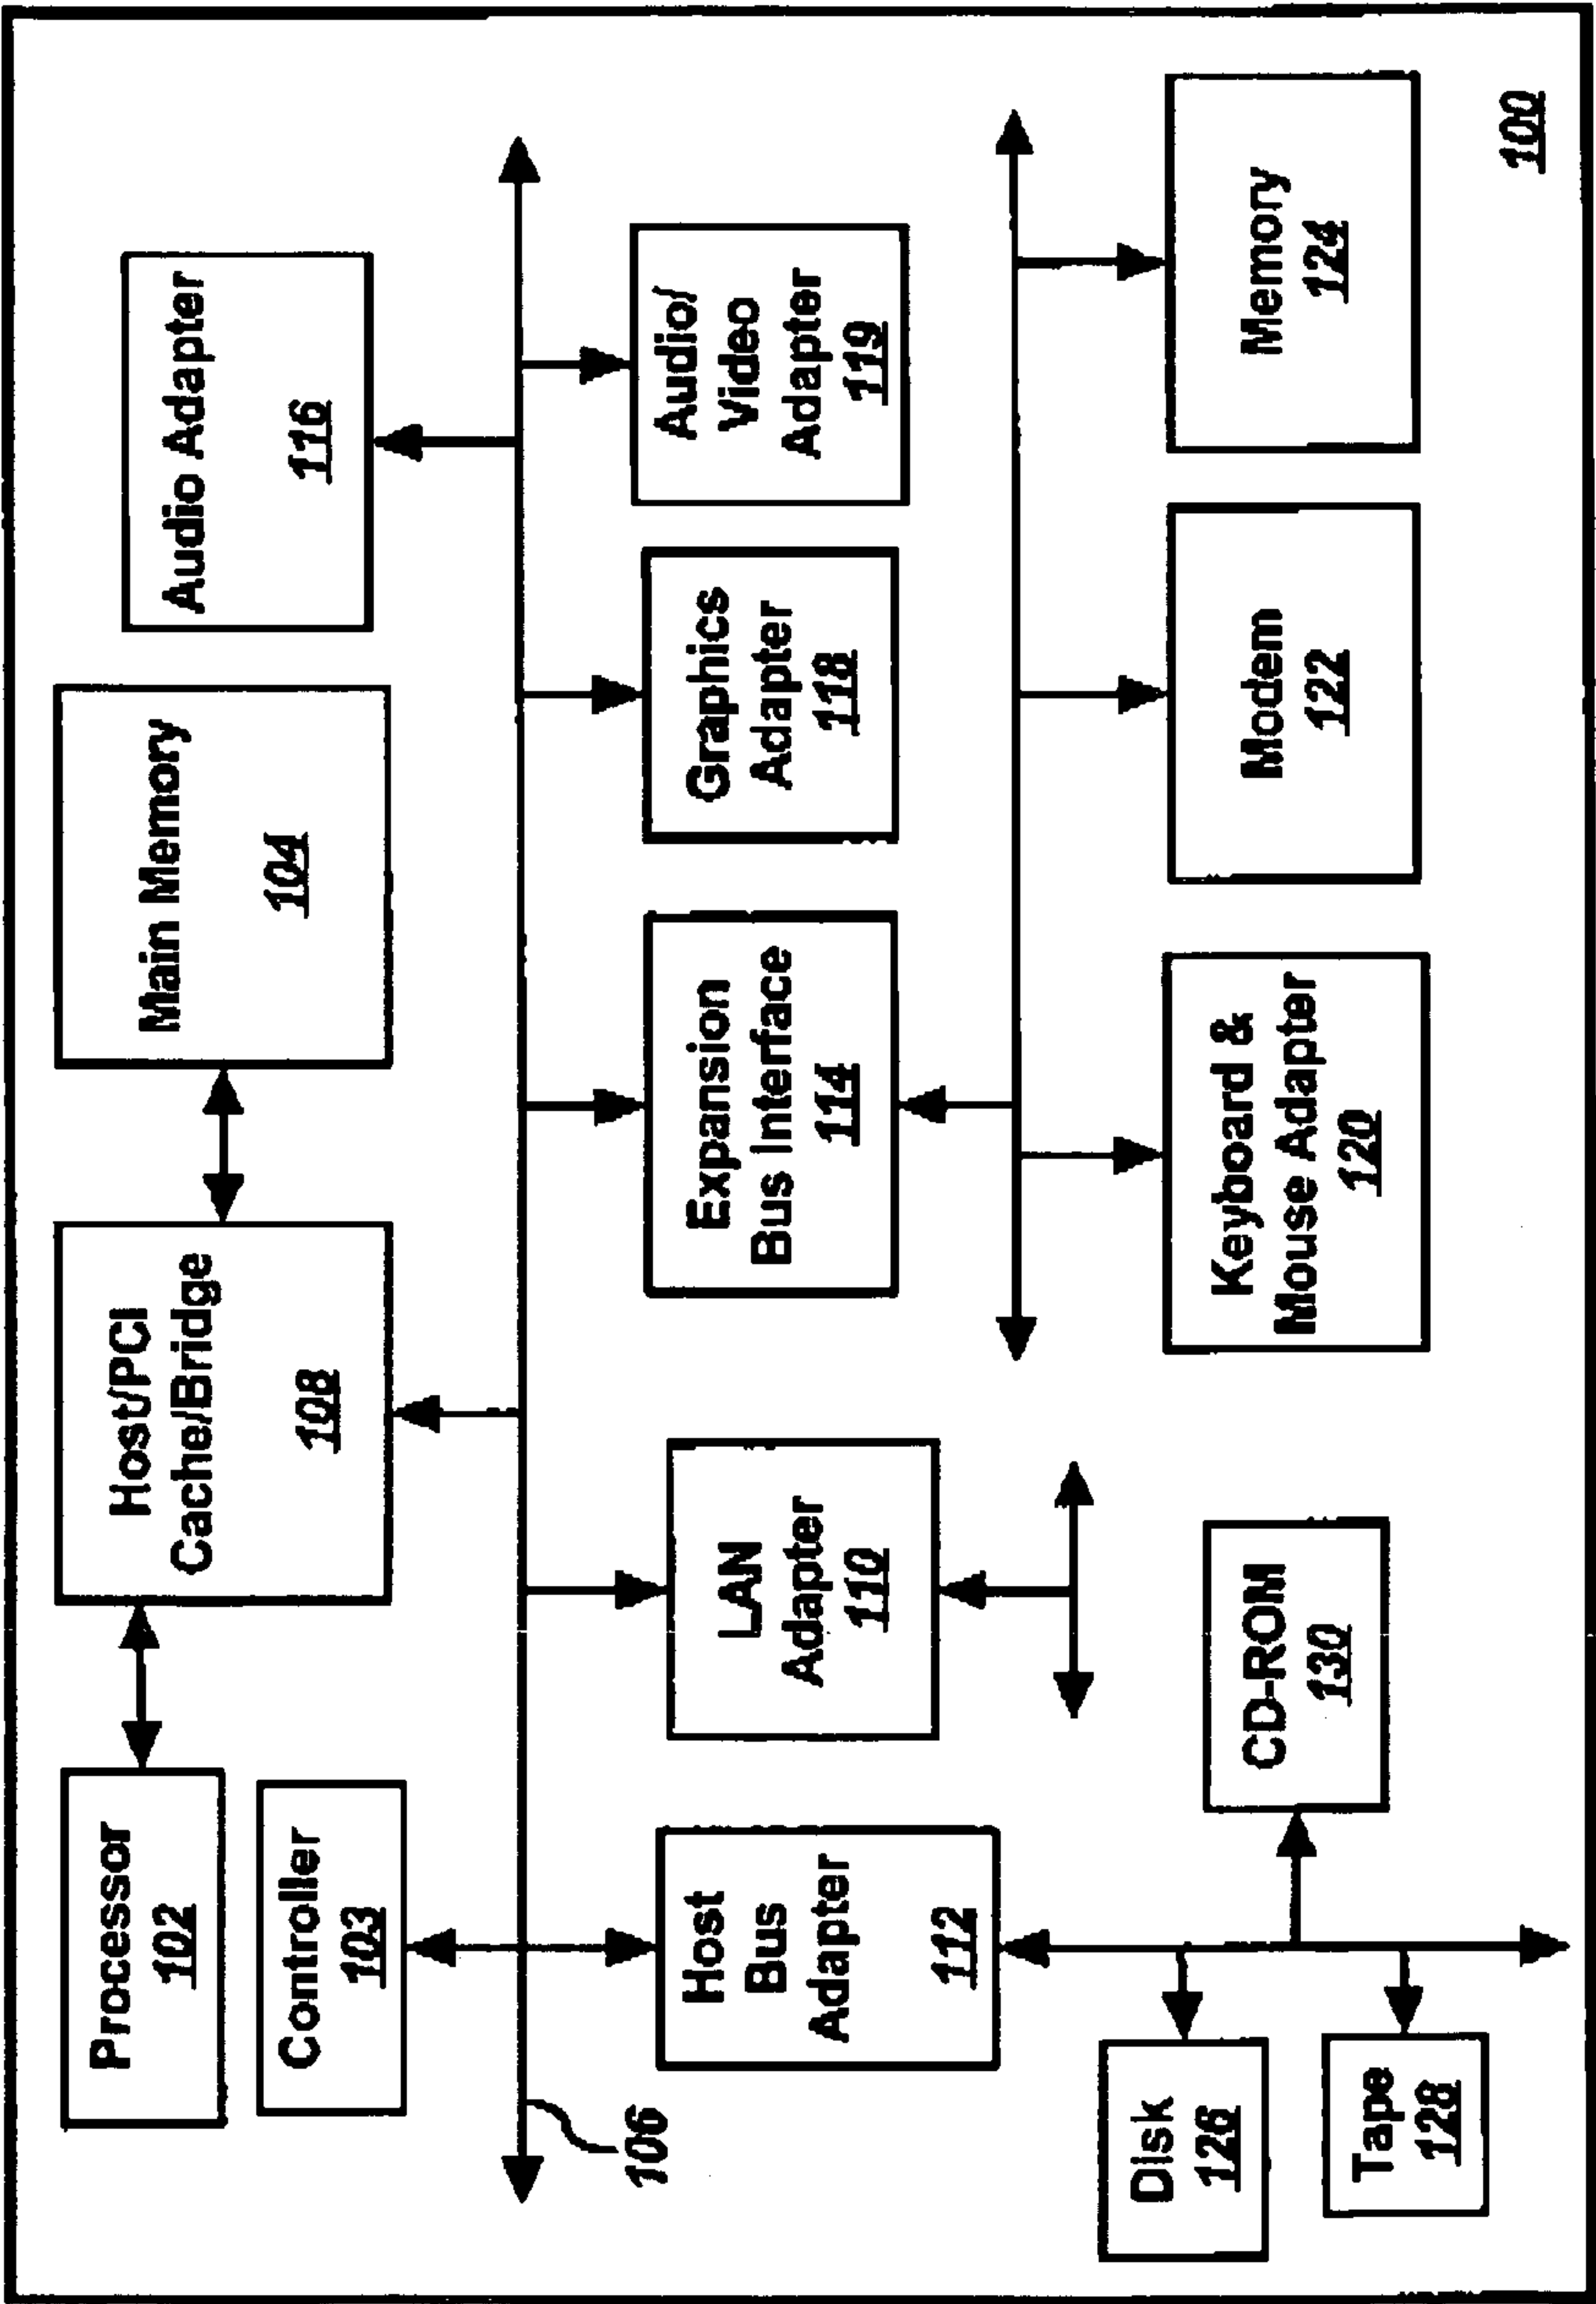 Processor
102
Host/PCI
Cache/Bridge
108
Main Memory
104
Audio Adapter
116
Controller
103
106
Host
Bus
Adapter
112
LAN
Adapter
110
Expansion
Bus Interface
114
Graphics
Adapter
118
Audio/
Video
Adapter
119
Disk
126
Tape
128
CD-ROM
130
Keyboard &
Mouse Adapter
120
Modem
122
Memory
124
100